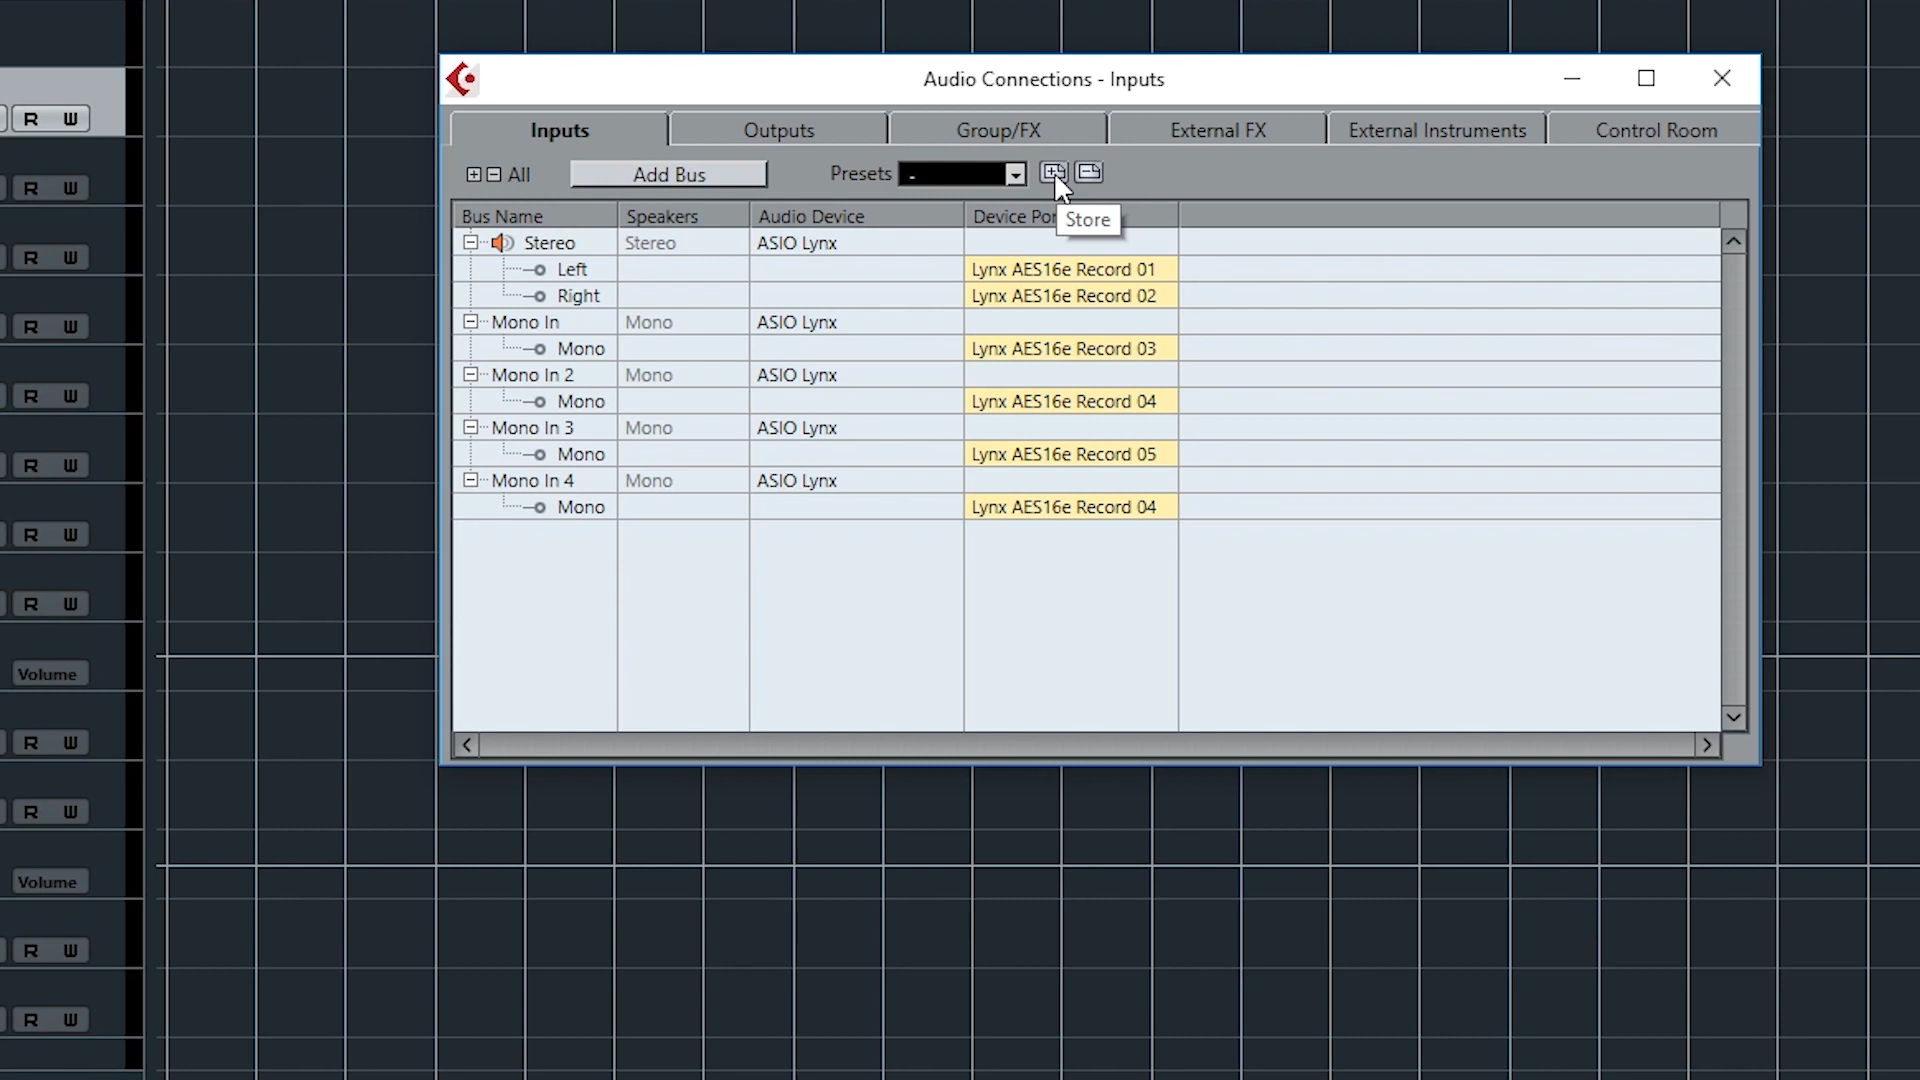 Audio Connections - Inputs
Inputs Outputs Group/FX External FX External Instruments Control Room
All Add Bus Presets -
Store
Bus Name Speakers Audio Device Device Por
Stereo Stereo ASIO Lynx
Left Lynx AES16e Record 01
Right Lynx AES16e Record 02
Mono In Mono ASIO Lynx
Mono Lynx AES16e Record 03
Mono In 2 Mono ASIO Lynx
Mono Lynx AES16e Record 04
Mono In 3 Mono ASIO Lynx
Mono Lynx AES16e Record 05
Mono In 4 Mono ASIO Lynx
Mono Lynx AES16e Record 04
R W
R W
R W
R W
R W
R W
R W
R W
Volume
R W
R W
Volume
R W
R W